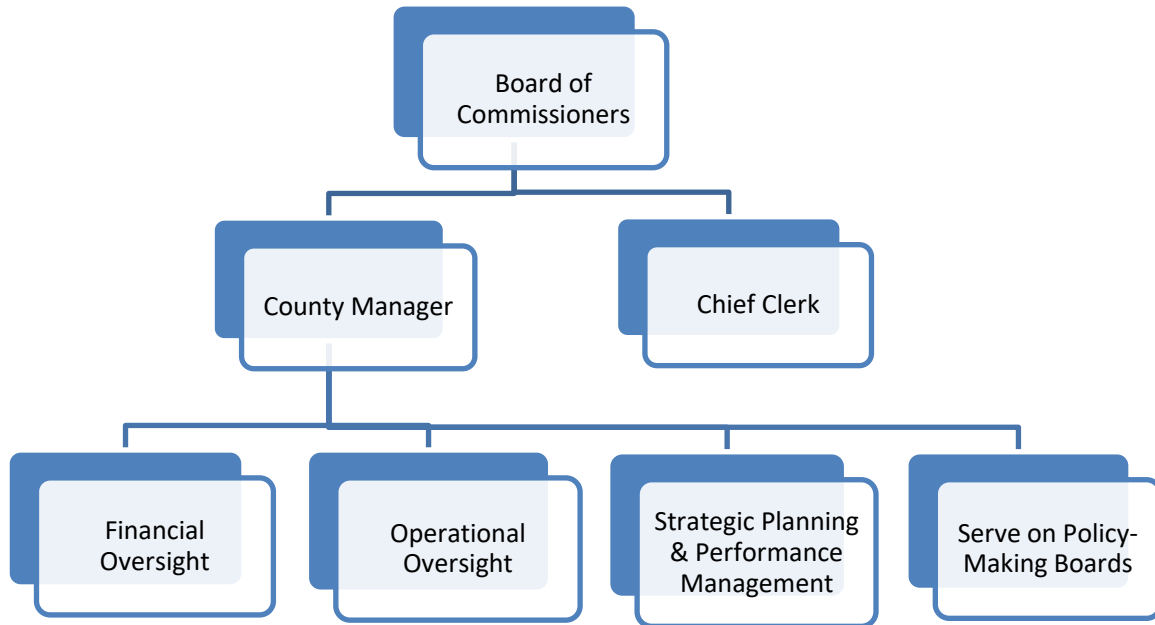 Board of
Commissioners
County Manager
Chief Clerk
Financial
Oversight
Operational
Oversight
Strategic Planning
& Performance
Management
Serve on Policy-
Making Boards